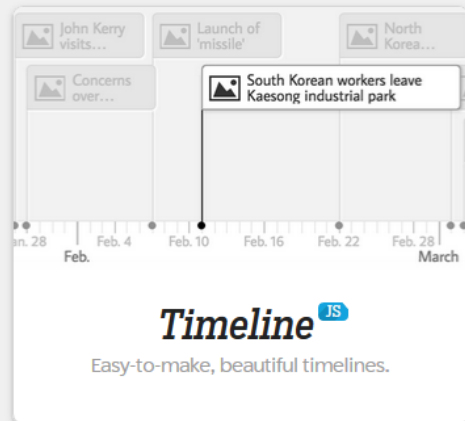 John Kerry
visits...
Launch of
'missile'
North
Korea...
Concerns
over...
South Korean workers leave
Kaesong industrial park
an. 28
Feb. 4
Feb. 10
Feb. 16
Feb. 22
Feb. 28
Feb.
March
Timeline JS
Easy-to-make, beautiful timelines.